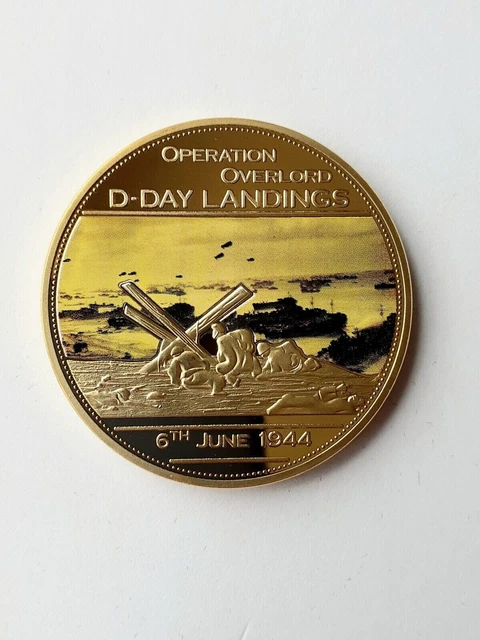 OPERATION
OVERLORD
D-DAY LANDINGS
6TH JUNE 1944